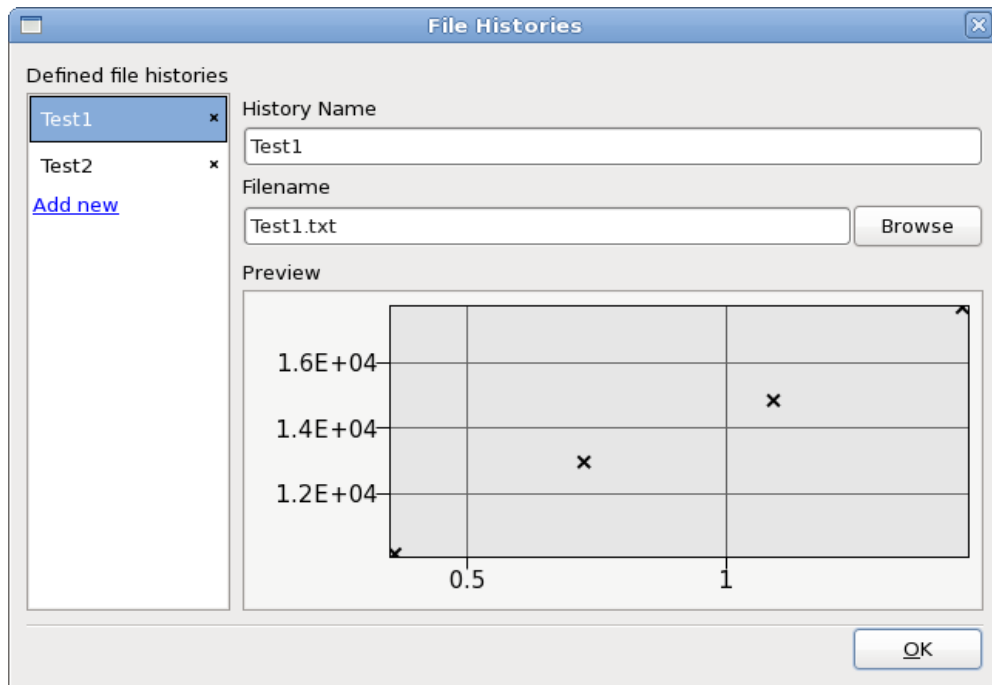 File Histories
Defined file histories
Test1
Test2
Add new
History Name
Test1
Filename
Test1.txt
Browse
Preview
1.6E+04
1.4E+04
1.2E+04
0.5
1
OK